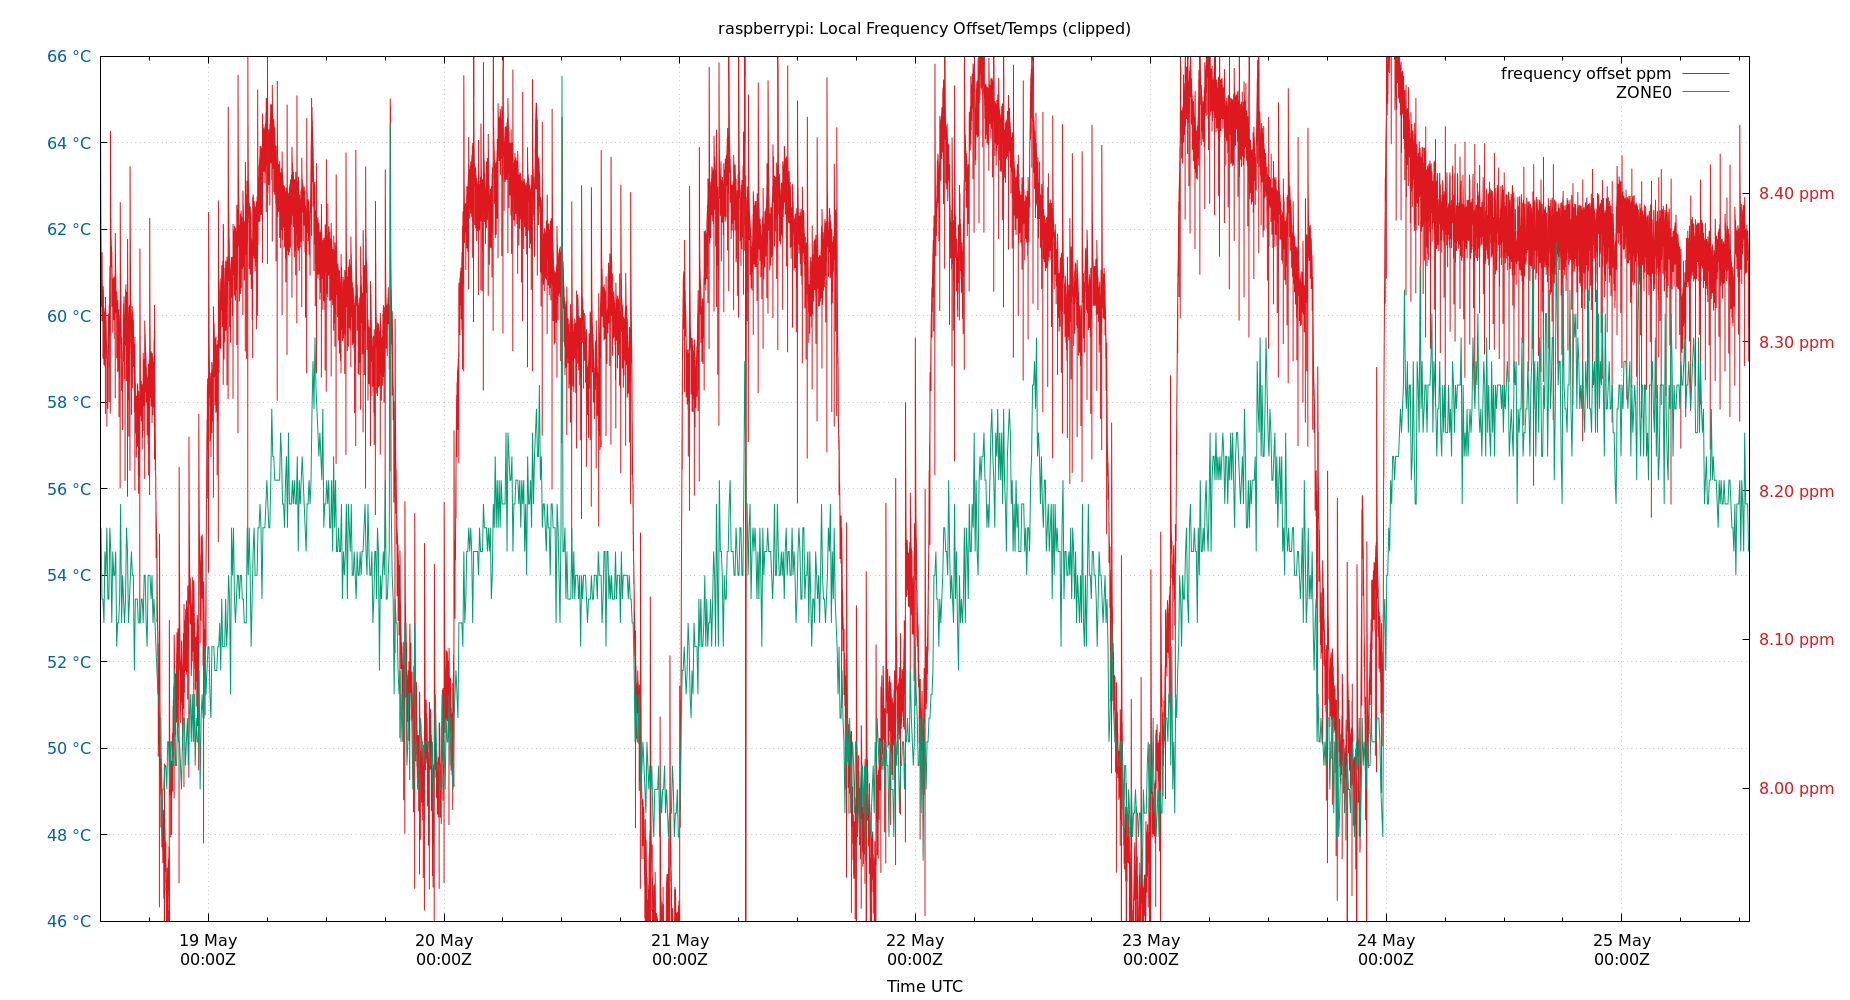 raspberrypi: Local Frequency Offset/Temps (clipped)
66 °C
64 °C
62 °C
60 °C
58 °C
56 °C
54 °C
52 °C
50 °C
48 °C
46 °C
frequency offset ppm
ZONE0
8.40 ppm
8.30 ppm
8.20 ppm
8.10 ppm
8.00 ppm
19 May
00:00Z
20 May
00:00Z
21 May
00:00Z
22 May
00:00Z
23 May
00:00Z
24 May
00:00Z
25 May
00:00Z
Time UTC